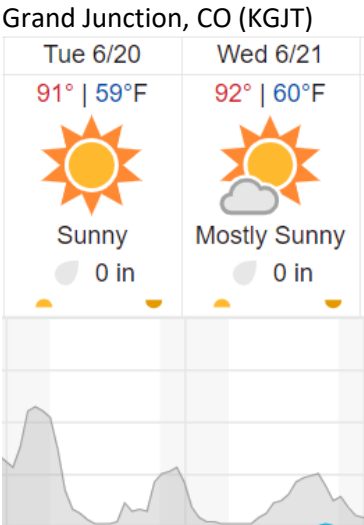 Grand Junction, CO (KGJT)
Tue 6/20 Wed 6/21
91° | 59°F 92° | 60°F
Sunny Mostly Sunny
0 in 0 in